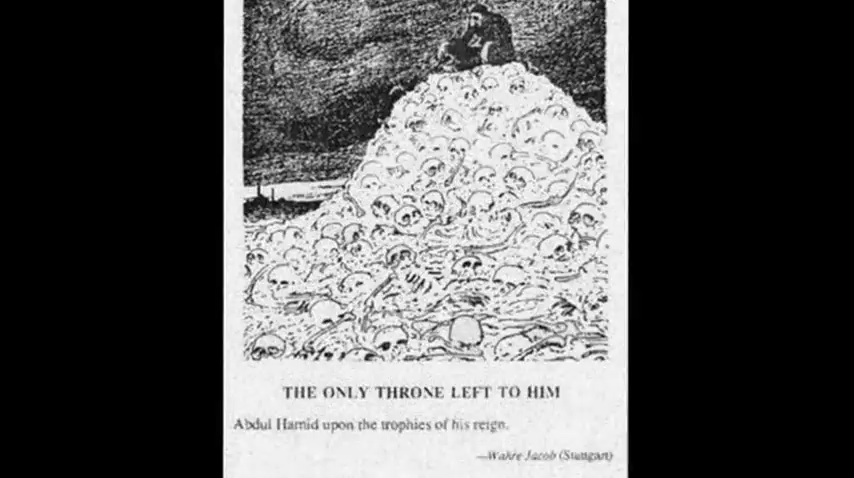 THE ONLY THRONE LEFT TO HIM
Abdul Hamid upon the trophies of his reign.
—Wahre Jacob (Stuttgart)